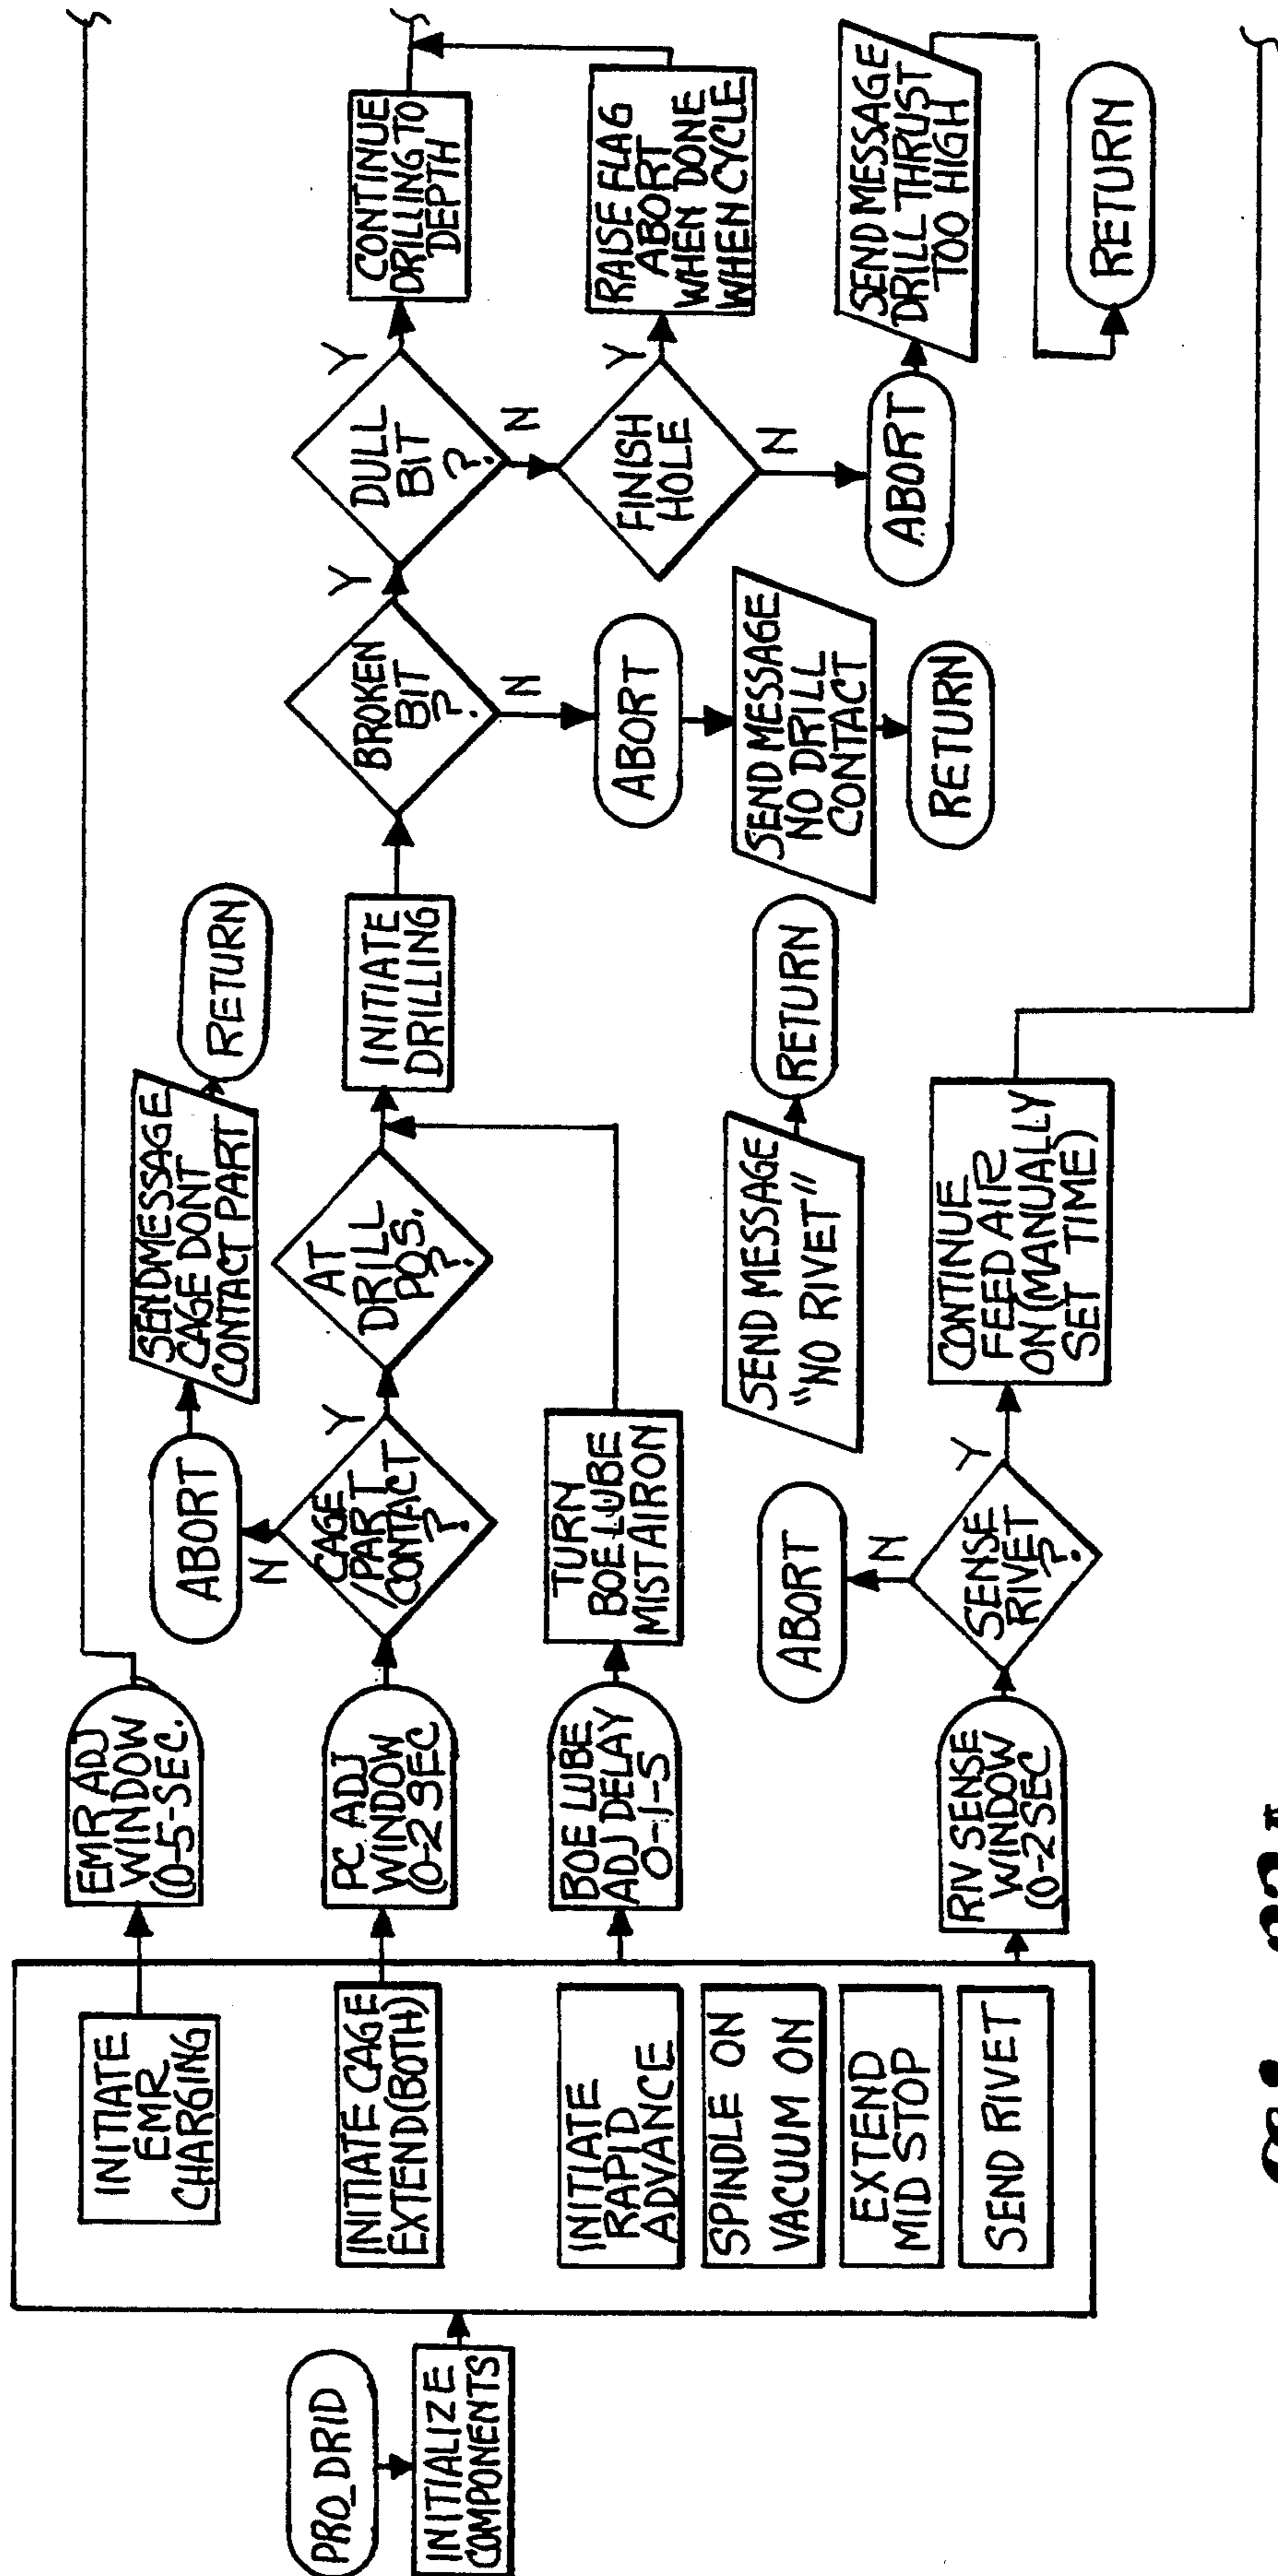 PRO_DRID
INITIALIZE
COMPONENTS
INITIATE
EMR
CHARGING
INITIATE CAGE
EXTEND(BOTH)
INITIATE
RAPID
ADVANCE
SPINDLE ON
VACUUM ON
EXTEND
MID STOP
SEND RIVET
EMR ADJ
WINDOW
(0-5-SEC.
PC. ADJ
WINDOW
(0-2 SEC
BOE LUBE
ADJ DELAY
0-1-5
RIV SENSE
WINDOW
(0-2SEC
ABORT
N
CAGE
/PART
CONTACT
?
Y
SENDMESSAGE
CAGE DONT
CONTACT PART
RETURN
AT
DRILL
POS.
?
TURN
BOE LUBE
MISTAIRON
INITIATE
DRILLING
ABORT
N
SENSE
RIVET
?
Y
SEND MESSAGE
"NO RIVET"
RETURN
CONTINUE
FEED AIR
ON (MANUALLY
SET TIME)
BROKEN
BIT
?
Y
N
ABORT
SEND MESSAGE
NO DRILL
CONTACT
RETURN
DULL
BIT
?
Y
N
CONTINUE
DRILLING TO
DEPTH
FINISH
HOLE
Y
N
RAISE FLAG
ABORT
WHEN DONE
WHEN CYCLE
ABORT
SEND MESSAGE
DRILL THRUST
TOO HIGH
RETURN